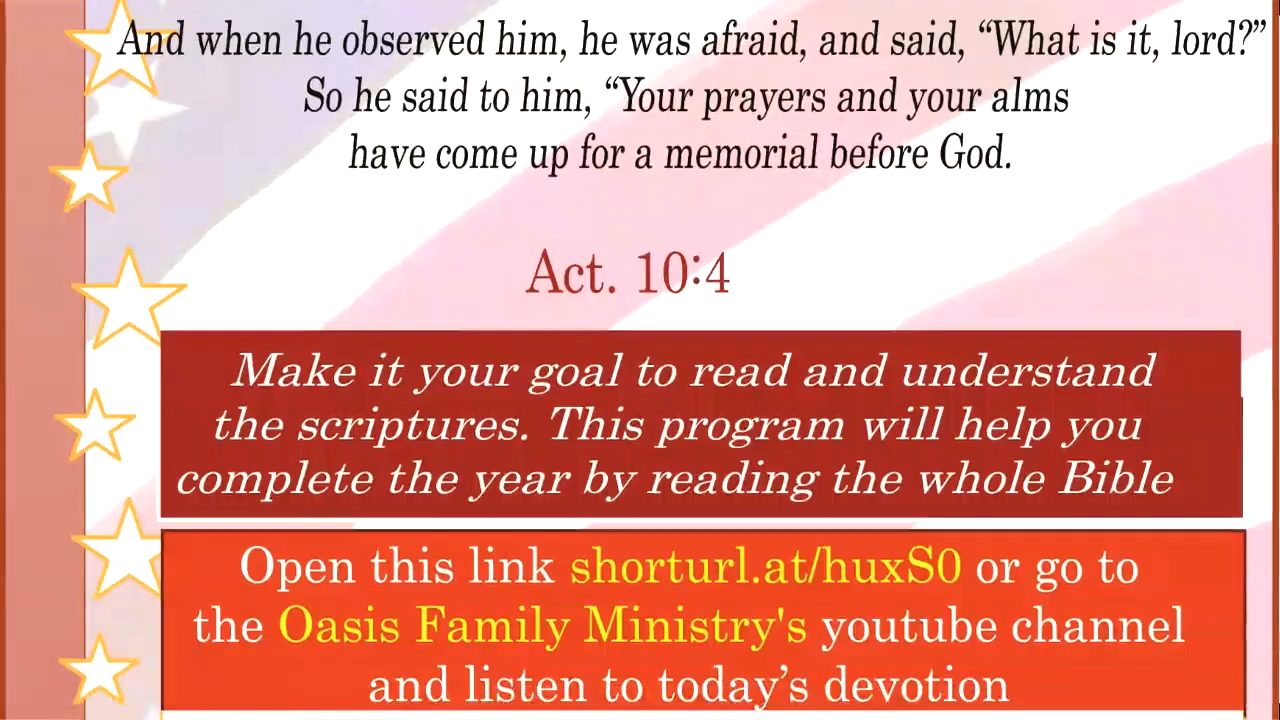 And when he observed him, he was afraid, and said, “What is it, lord?”
So he said to him, “Your prayers and your alms
have come up for a memorial before God.
Act. 10:4
Make it your goal to read and understand
the scriptures. This program will help you
complete the year by reading the whole Bible
Open this link shorturl.at/huxS0 or go to
the Oasis Family Ministry's youtube channel
and listen to today’s devotion